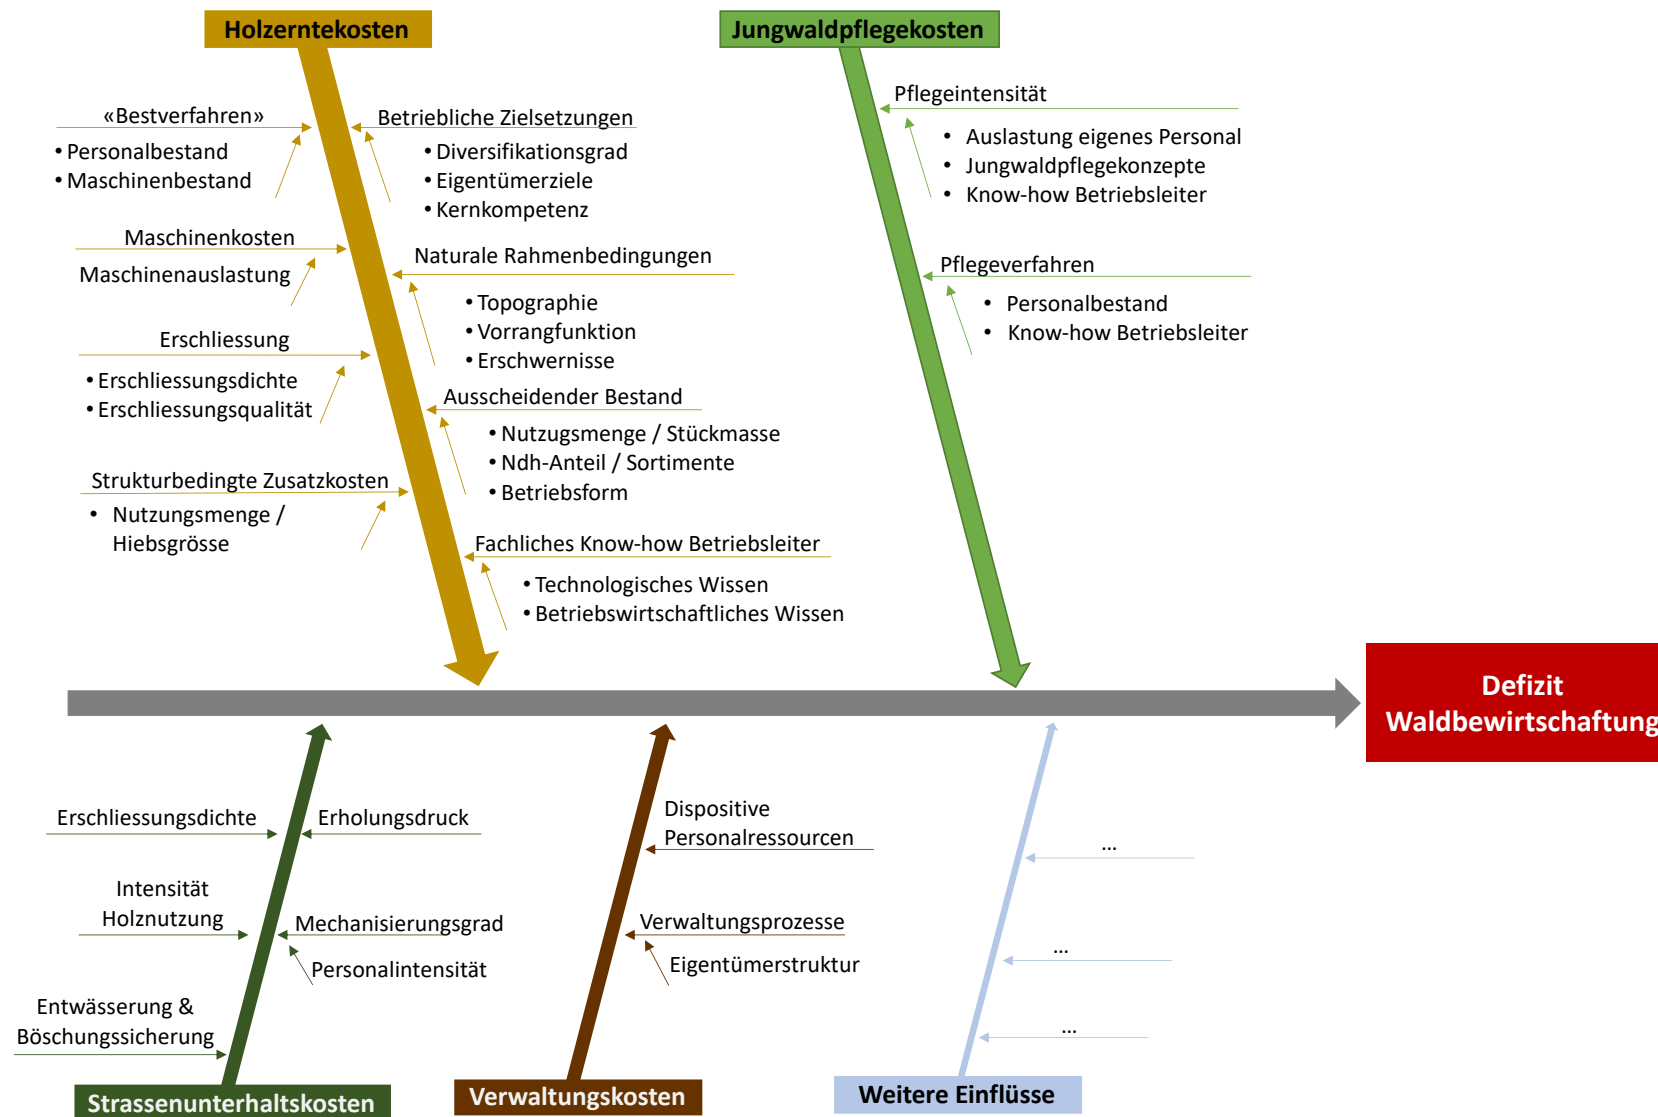 Holzerntekosten
«Bestverfahren»
• Personalbestand
• Maschinenbestand
Maschinenkosten
Maschinenauslastung
Erschliessung
• Erschliessungsdichte
• Erschliessungsqualität
Strukturbedingte Zusatzkosten
• Nutzungsmenge /
Hiebsgrösse
Betriebliche Zielsetzungen
• Diversifikationsgrad
• Eigentümerziele
• Kernkompetenz
Naturale Rahmenbedingungen
• Topographie
• Vorrangfunktion
• Erschwernisse
Ausscheidender Bestand
• Nutzugsmenge / Stückmasse
• Ndh-Anteil / Sortimente
• Betriebsform
Fachliches Know-how Betriebsleiter
• Technologisches Wissen
• Betriebswirtschaftliches Wissen
Jungwaldpflegekosten
Pflegeintensität
• Auslastung eigenes Personal
• Jungwaldpflegekonzepte
• Know-how Betriebsleiter
Pflegeverfahren
• Personalbestand
• Know-how Betriebsleiter
Defizit
Waldbewirtschaftung
Erschliessungsdichte
Intensität
Holznutzung
Entwässerung &
Böschungssicherung
Erholungsdruck
Mechanisierungsgrad
Personalintensität
Strassenunterhaltskosten
Dispositive
Personalressourcen
Verwaltungsprozesse
Eigentümerstruktur
Verwaltungskosten
...
...
...
Weitere Einflüsse